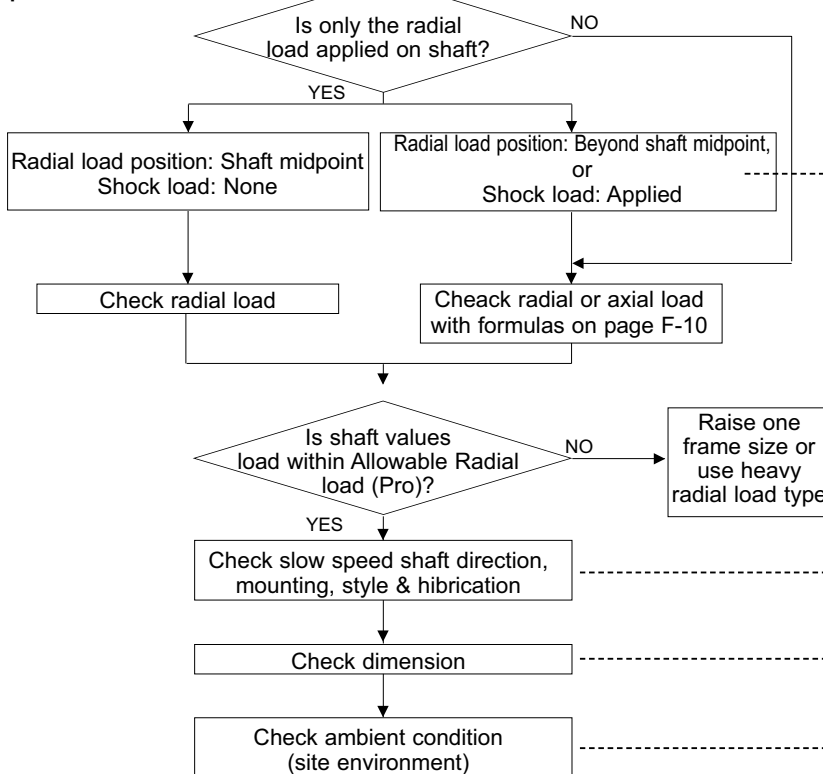 Is only the radial
load applied on shaft?
NO
YES
Radial load position: Shaft midpoint
Shock load: None
Radial load position: Beyond shaft midpoint,
or
Shock load: Applied
Check radial load
Cheack radial or axial load
with formulas on page F-10
Is shaft values
load within Allowable Radial
load (Pro)?
NO
Raise one
frame size or
use heavy
radial load type
YES
Check slow speed shaft direction,
mounting, style & hibrication
Check dimension
Check ambient condition
(site environment)